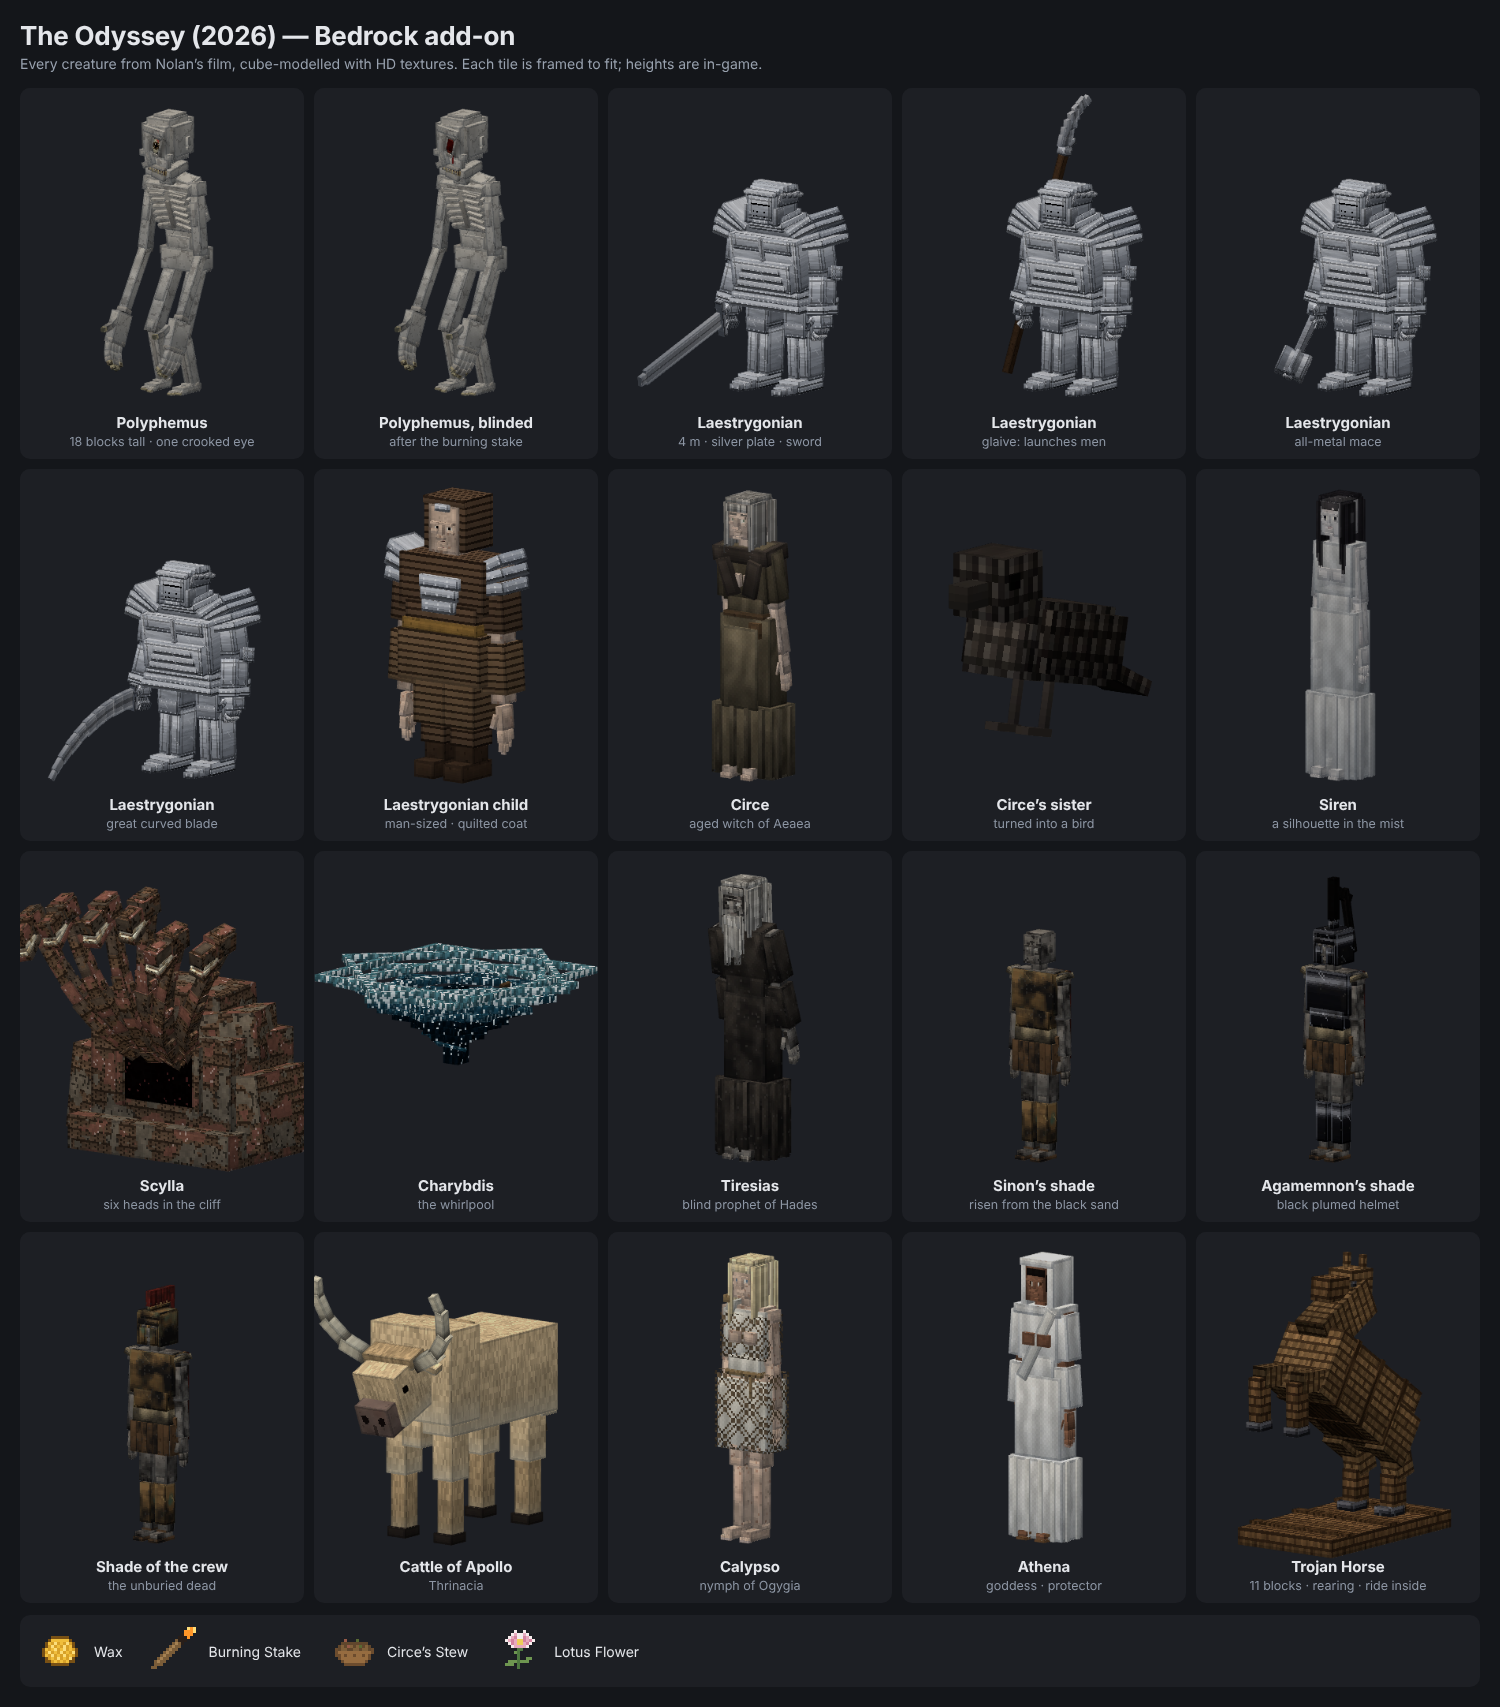 The Odyssey (2026) — Bedrock add-on
Every creature from Nolan's film, cube-modelled with HD textures. Each tile is framed to fit; heights are in-game.
Polyphemus
18 blocks tall · one crooked eye
Polyphemus, blinded
after the burning stake
Laestrygonian
4 m · silver plate · sword
Laestrygonian
glaive: launches men
Laestrygonian
all-metal mace
Laestrygonian
great curved blade
Laestrygonian child
man-sized · quilted coat
Circe
aged witch of Aeaea
Circe's sister
turned into a bird
Siren
a silhouette in the mist
Scylla
six heads in the cliff
Charybdis
the whirlpool
Tiresias
blind prophet of Hades
Sinon's shade
risen from the black sand
Agamemnon's shade
black plumed helmet
Shade of the crew
the unburied dead
Cattle of Apollo
Thrinacia
Calypso
nymph of Ogygia
Athena
goddess · protector
Trojan Horse
11 blocks · rearing · ride inside
Wax
Burning Stake
Circe's Stew
Lotus Flower